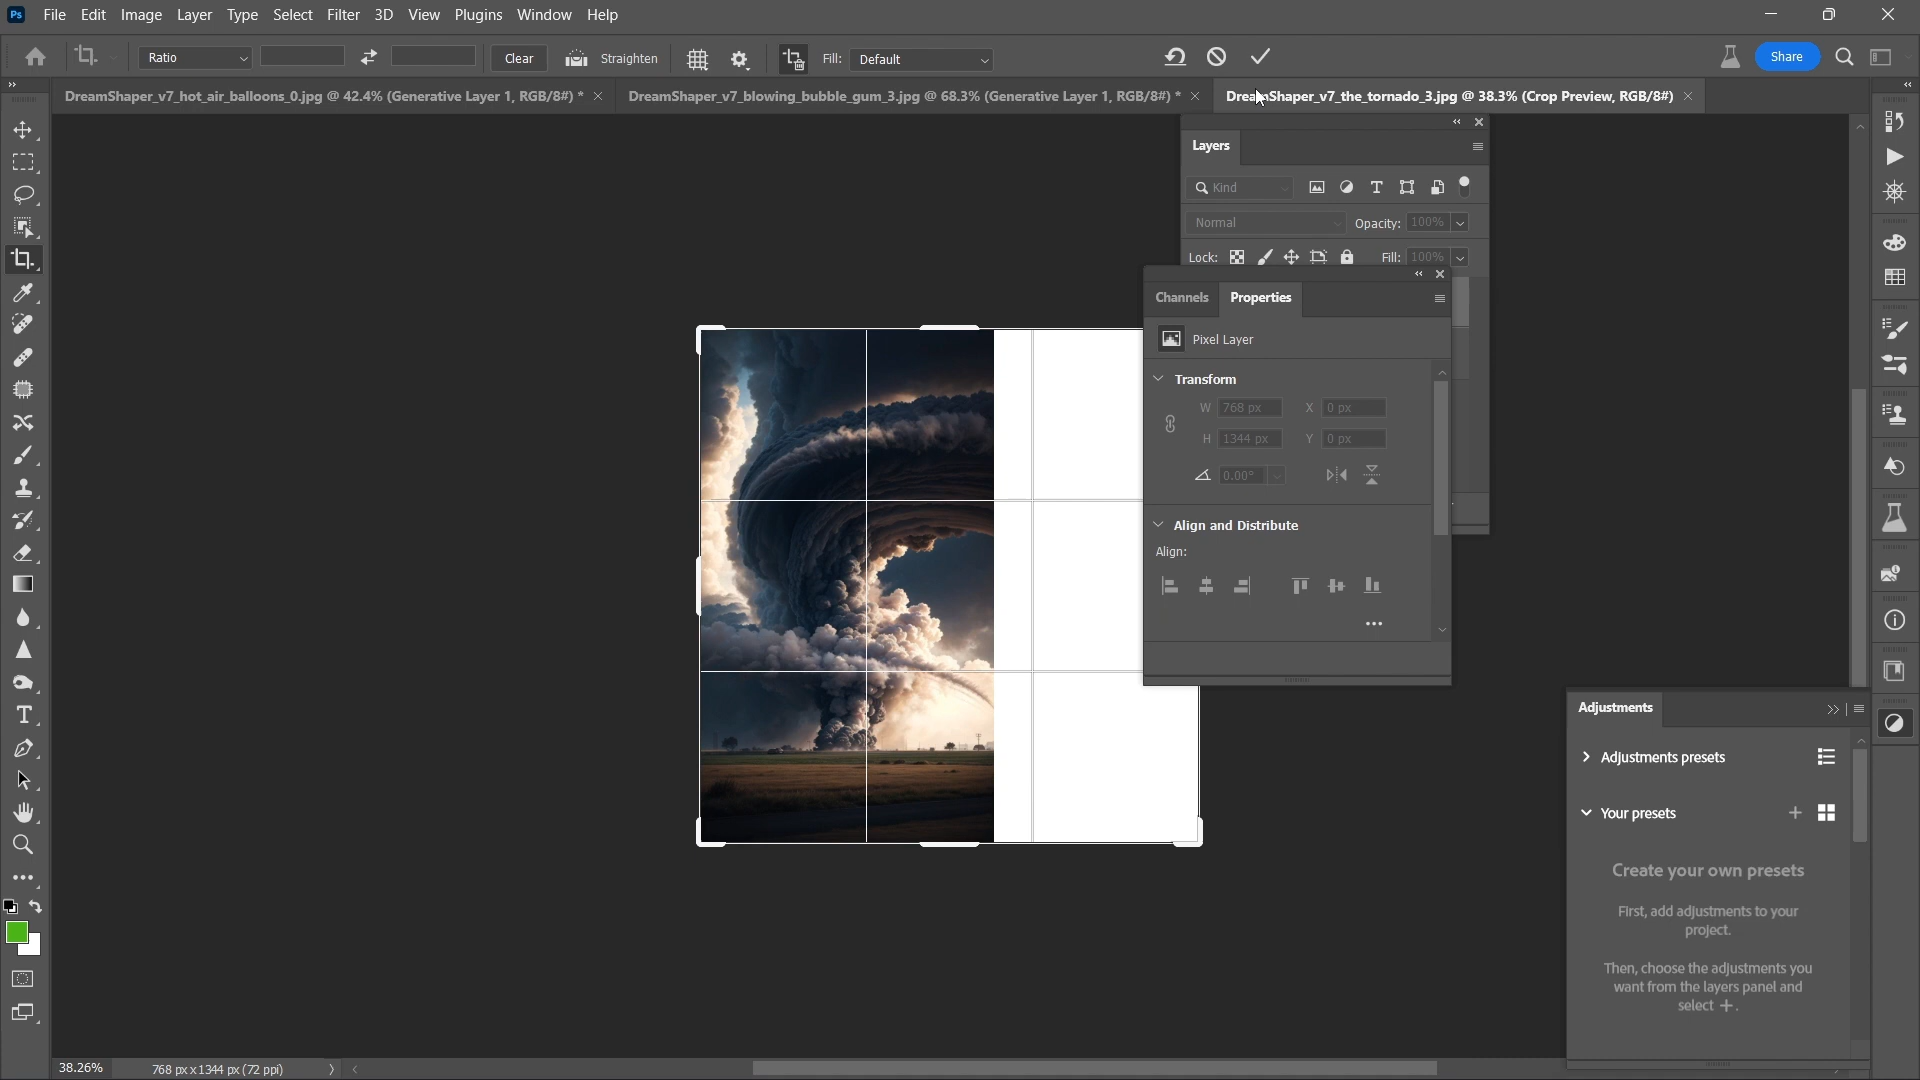 Ps File Edit Image Layer Type Select Filter 3D View Plugins Window Help
Ratio Clear Straighten Fill: Default Share
DreamShaper_v7_hot_air_balloons_0.jpg @ 42.4% (Generative Layer 1, RGB/8#) * DreamShaper_v7_blowing_bubble_gum_3.jpg @ 68.3% (Generative Layer 1, RGB/8#) * DreamShaper_v7_the_tornado_3.jpg @ 38.3% (Crop Preview, RGB/8#)
Layers
Kind
Normal Opacity: 100%
Lock: Fill: 100%
Channels Properties
Pixel Layer
Transform
W 768 px X 0 px
H 1344 px Y 0 px
0.00°
Align and Distribute
Align:
Adjustments
Adjustments presets
Your presets
Create your own presets
First, add adjustments to your
project.
Then, choose the adjustments you
want from the layers panel and
select +.
38.26% 768 px x 1344 px (72 ppi)